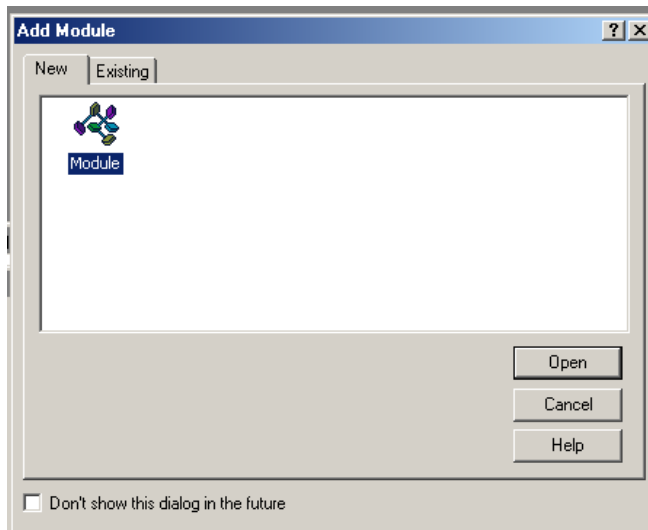 Add Module
New Existing
Module
Open
Cancel
Help
Don't show this dialog in the future